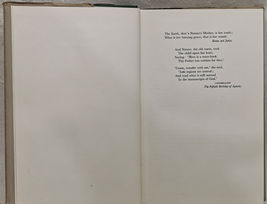 The Earth, that's Nature's Mother, is her tomb;
What is her burying grave, that is her womb:
Romeo and Juliet.
And Nature, the old nurse, took
The child upon her knee,
Saying: "Here is a story-book
Thy Father has written for thee."
"Come, wander with me," she said,
"Into regions yet untrod;
And read what is still unread
In the manuscripts of God."
LONGFELLOW
The Fiftieth Birthday of Agassiz